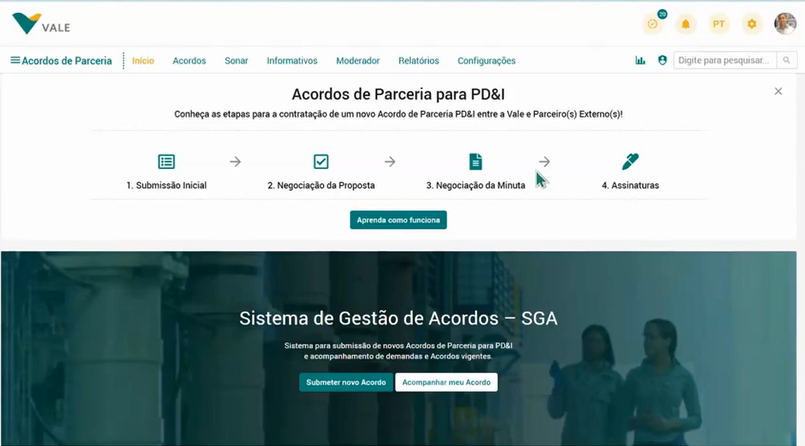 VALE
20
PT
Acordos de Parceria
Início
Acordos
Sonar
Informativos
Moderador
Relatórios
Configurações
Digite para pesquisar...
Acordos de Parceria para PD&I
Conheça as etapas para a contratação de um novo Acordo de Parceria PD&I entre a Vale e Parceiro(s) Externo(s)!
1. Submissão Inicial
2. Negociação da Proposta
3. Negociação da Minuta
4. Assinaturas
Aprenda como funciona
Sistema de Gestão de Acordos – SGA
Sistema para submissão de novos Acordos de Parceria para PD&I
e acompanhamento de demandas e Acordos vigentes.
Submeter novo Acordo
Acompanhar meu Acordo